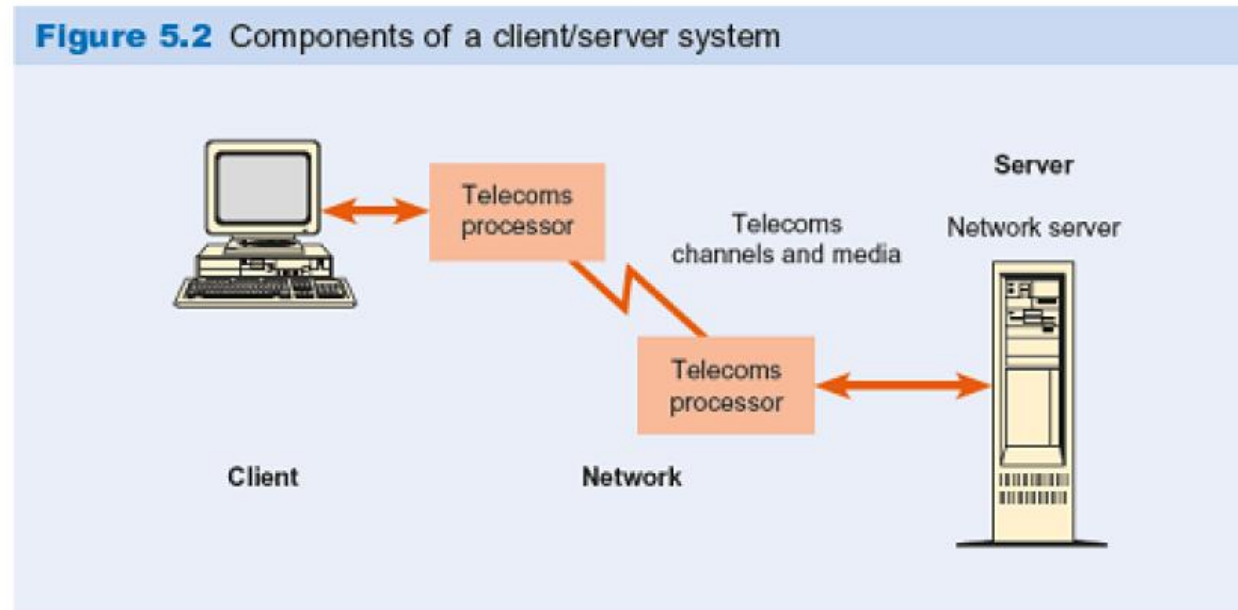 Figure 5.2 Components of a client/server system
Server
Telecoms
processor
Telecoms
channels and media
Network server
Telecoms
processor
Client
Network